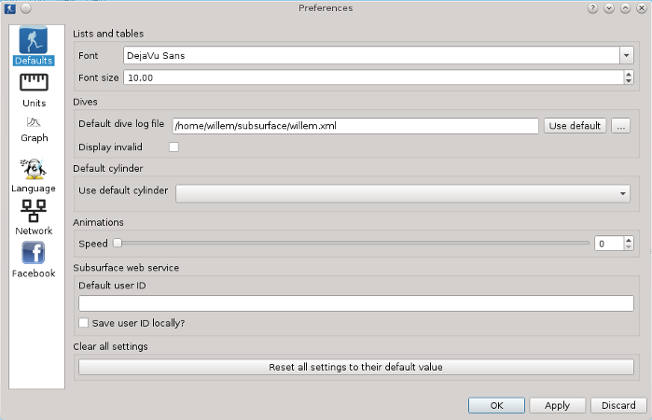 Preferences
Defaults
Units
Graph
Language
Network
Facebook
Lists and tables
Font DejaVu Sans
Font size 10.00
Dives
Default dive log file /home/willem/subsurface/willem.xml Use default ...
Display invalid
Default cylinder
Use default cylinder
Animations
Speed 0
Subsurface web service
Default user ID
Save user ID locally?
Clear all settings
Reset all settings to their default value
OK Apply Discard